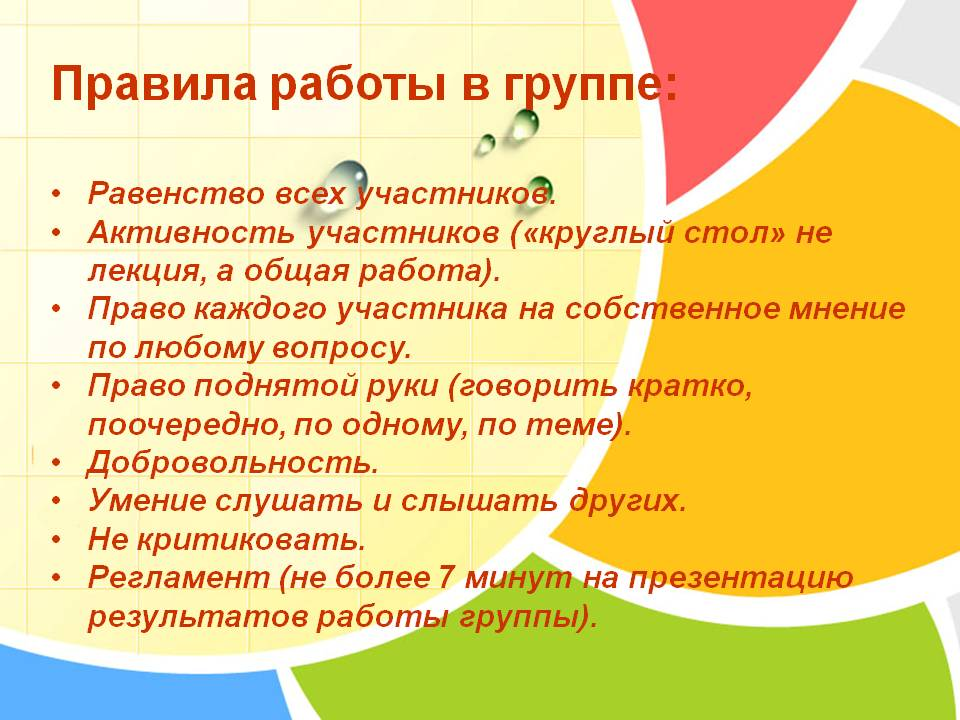 Правила работы в группе:
• Равенство всех участников.
• Активность участников («круглый стол» не
лекция, а общая работа).
• Право каждого участника на собственное мнение
по любому вопросу.
• Право поднятой руки (говорить кратко,
поочередно, по одному, по теме).
• Добровольность.
• Умение слушать и слышать других.
• Не критиковать.
• Регламент (не более 7 минут на презентацию
результатов работы группы).